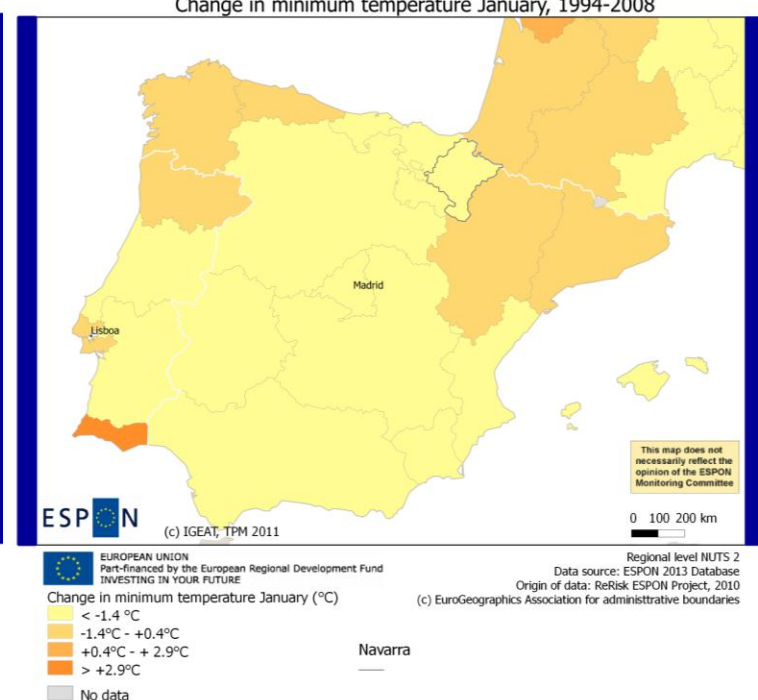 Change in minimum temperature January, 1994-2008
Madrid
Lisboa
This map does not
necessarily reflect the
opinion of the ESPON
Monitoring Committee
ESPON
(c) IGEAT, TPM 2011
0 100 200 km
EUROPEAN UNION
Part-financed by the European Regional Development Fund
INVESTING IN YOUR FUTURE
Regional level NUTS 2
Data source: ESPON 2013 Database
Origin of data: ReRisk ESPON Project, 2010
(c) EuroGeographics Association for administtrative boundaries
Change in minimum temperature January (°C)
< -1.4 °C
-1.4°C - +0.4°C
+0.4°C - + 2.9°C
> +2.9°C
No data
Navarra